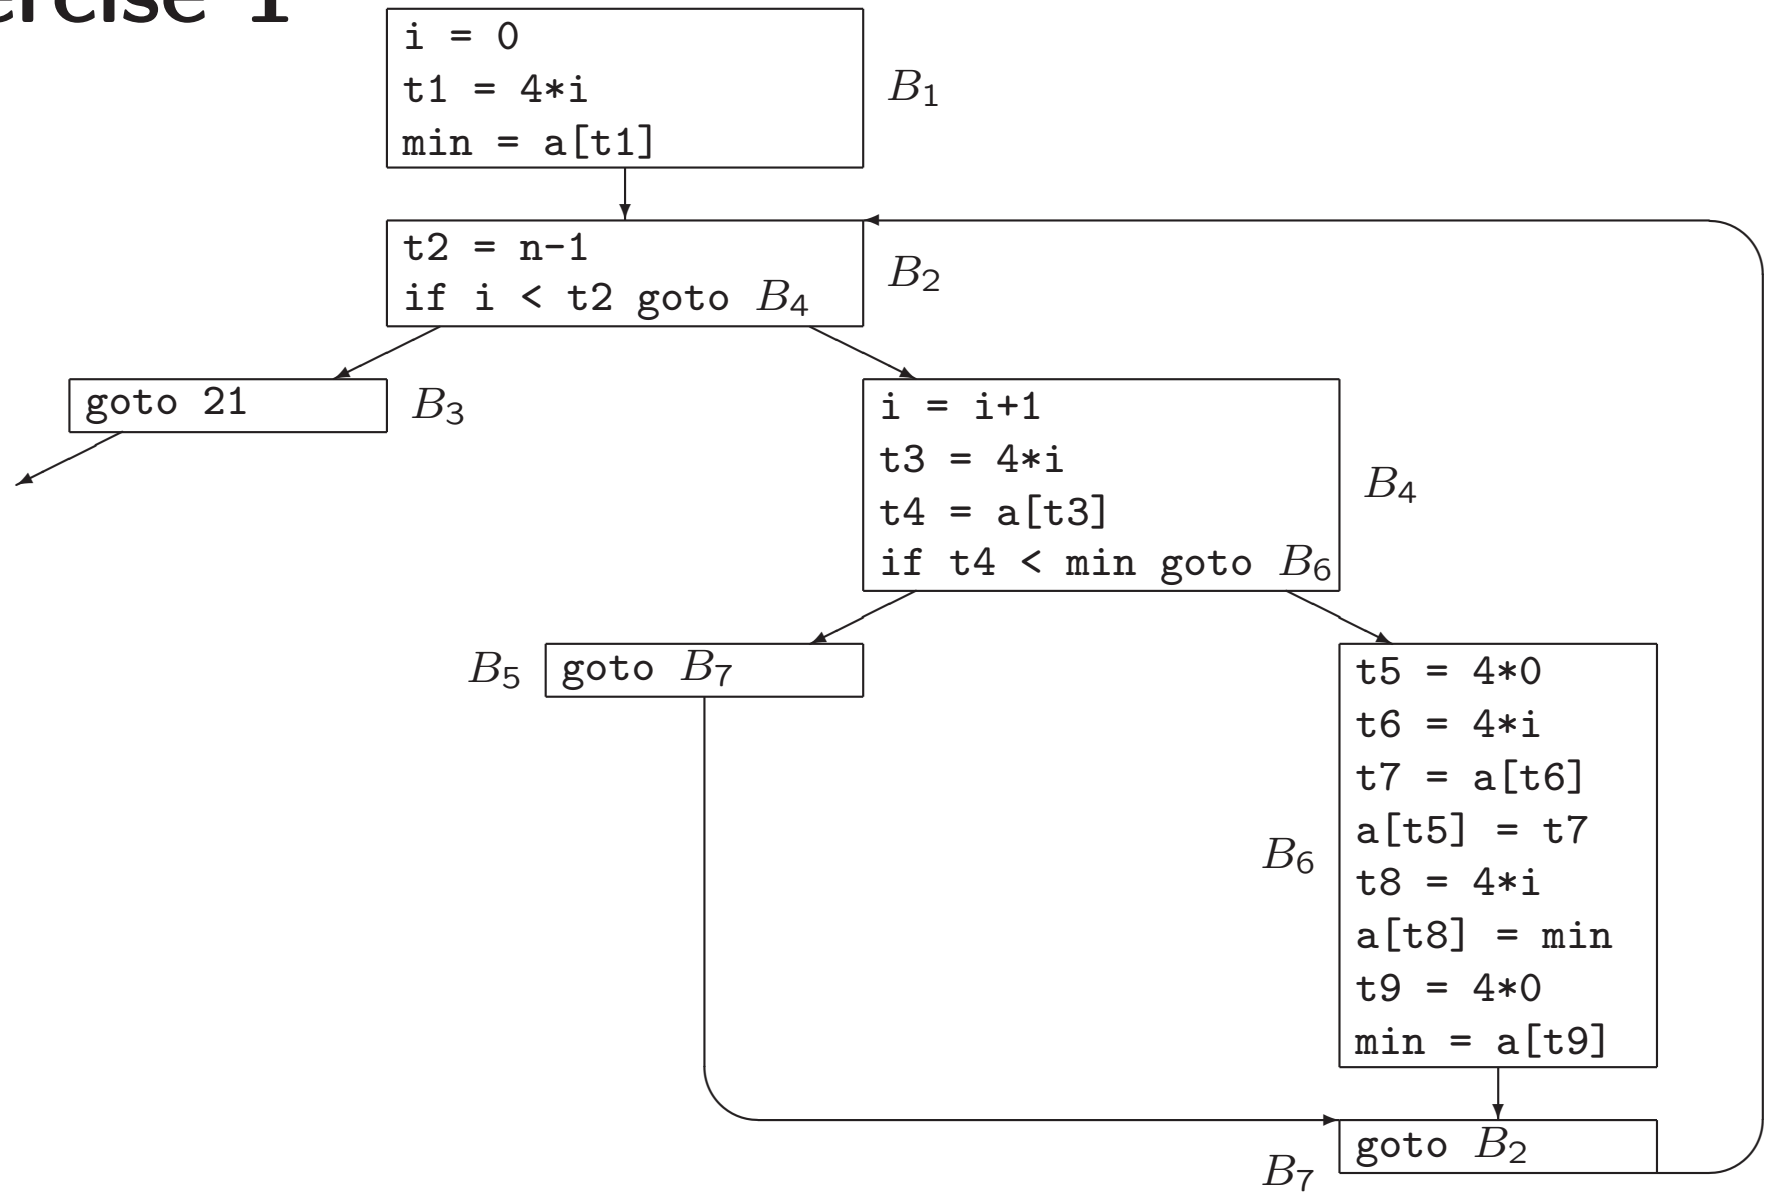 ercise 1
i = 0
t1 = 4*i
min = a[t1]
B1
t2 = n-1
if i < t2 goto B4
B2
goto 21
B3
i = i+1
t3 = 4*i
t4 = a[t3]
if t4 < min goto B6
B4
B5
goto B7
t5 = 4*0
t6 = 4*i
t7 = a[t6]
a[t5] = t7
t8 = 4*i
a[t8] = min
t9 = 4*0
min = a[t9]
B6
goto B2
B7